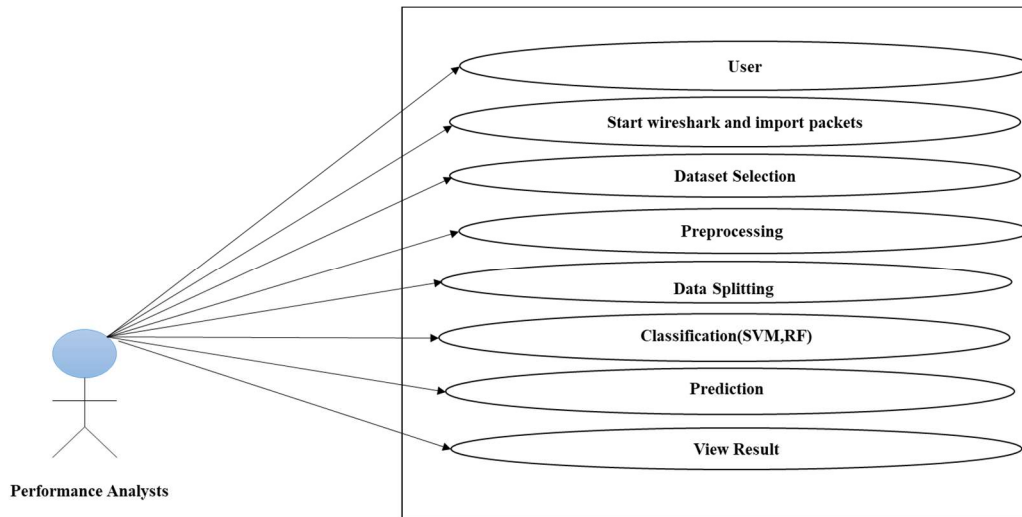 User
Start wireshark and import packets
Dataset Selection
Preprocessing
Data Splitting
Classification(SVM,RF)
Prediction
View Result
Performance Analysts